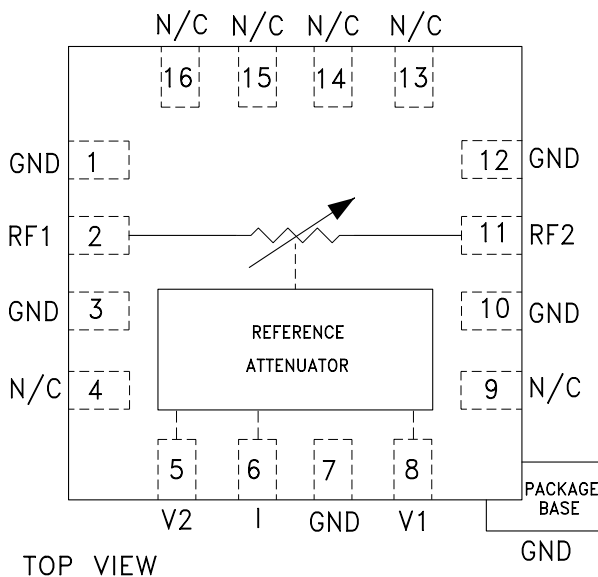 N/C N/C N/C N/C
16 15 14 13
GND 1 12 GND
RF1 2 11 RF2
GND 3 10 GND
REFERENCE
ATTENUATOR
N/C 4 9 N/C
5 6 7 8
V2 I GND V1
PACKAGE
BASE
GND
TOP VIEW